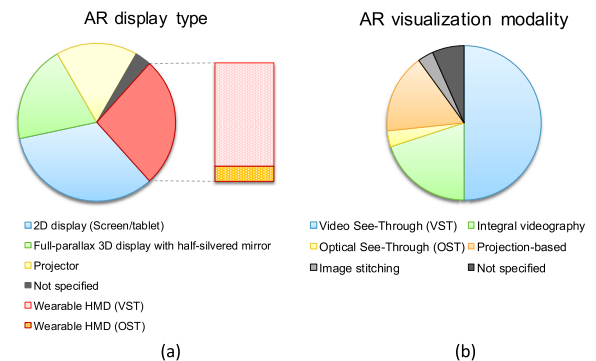 AR display type
AR visualization modality
2D display (Screen/tablet)
Full-parallax 3D display with half-silvered mirror
Projector
Not specified
Wearable HMD (VST)
Wearable HMD (OST)
Video See-Through (VST)
Integral videography
Optical See-Through (OST)
Projection-based
Image stitching
Not specified
(a)
(b)